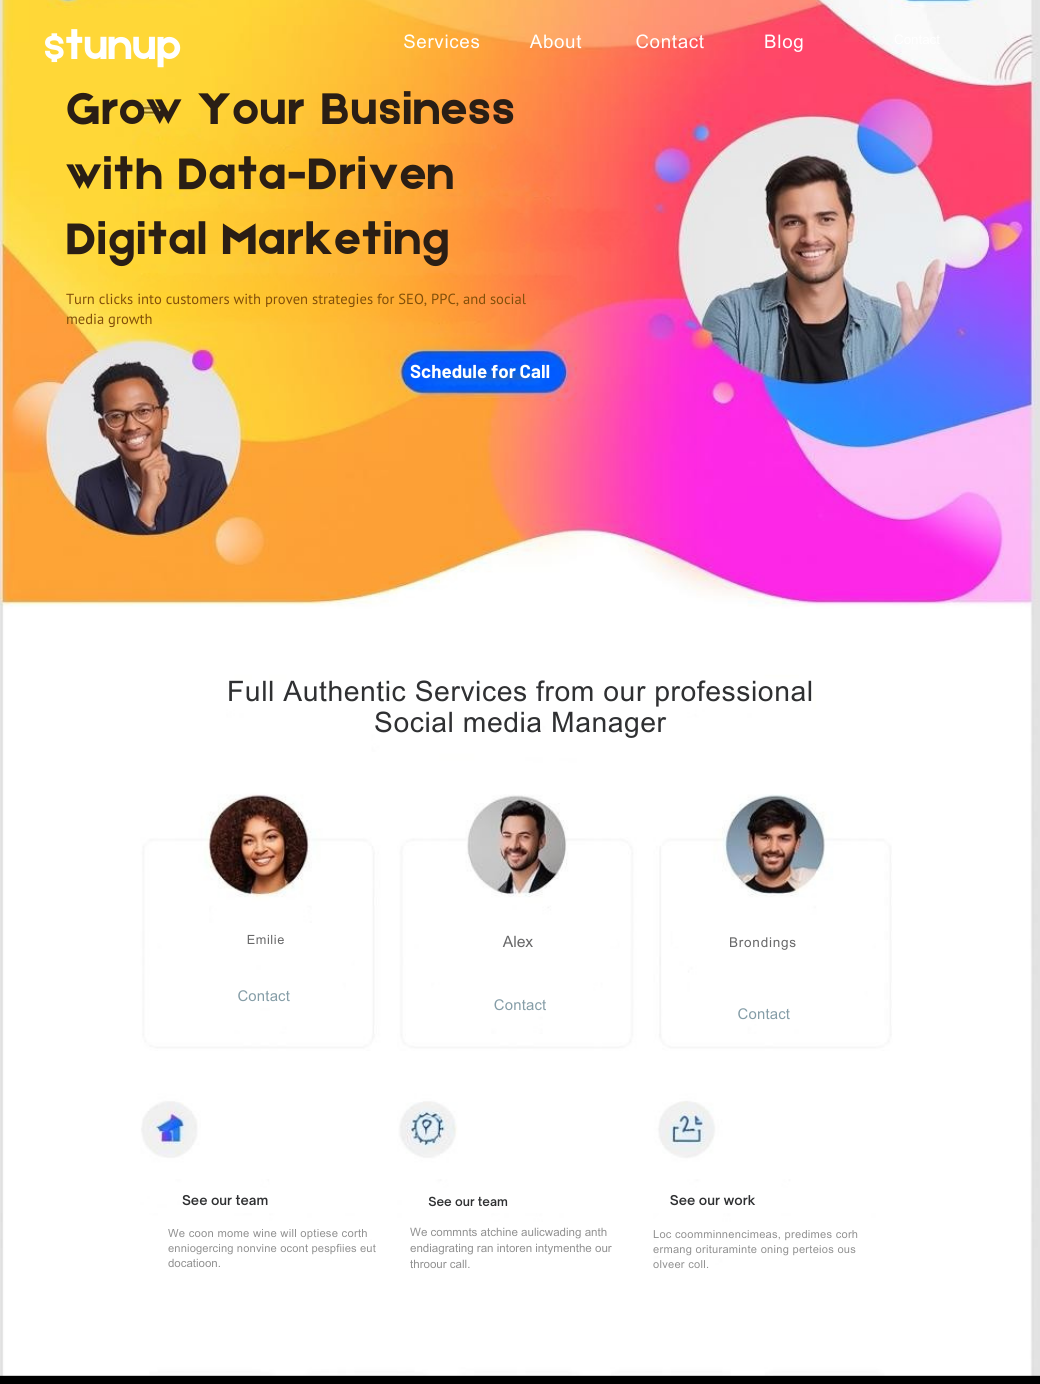 $tunup
Services About Contact Blog
Grow Your Business
with Data-Driven
Digital Marketing
Turn clicks into customers with proven strategies for SEO, PPC, and social
media growth
Schedule for Call
Full Authentic Services from our professional
Social media Manager
Emilie
Alex
Brondings
Contact
Contact
Contact
See our team
See our team
See our work
We coon mome wine will optiese corth
enniogercing nonvine ocont pespfiies eut
docatioon.
We commnts atchine aulicwading anth
endiagrating ran intoren intymenthe our
throour call.
Loc coomminnencimeas, predimes corh
ermang orituraminte oning perteios ous
olveer coll.